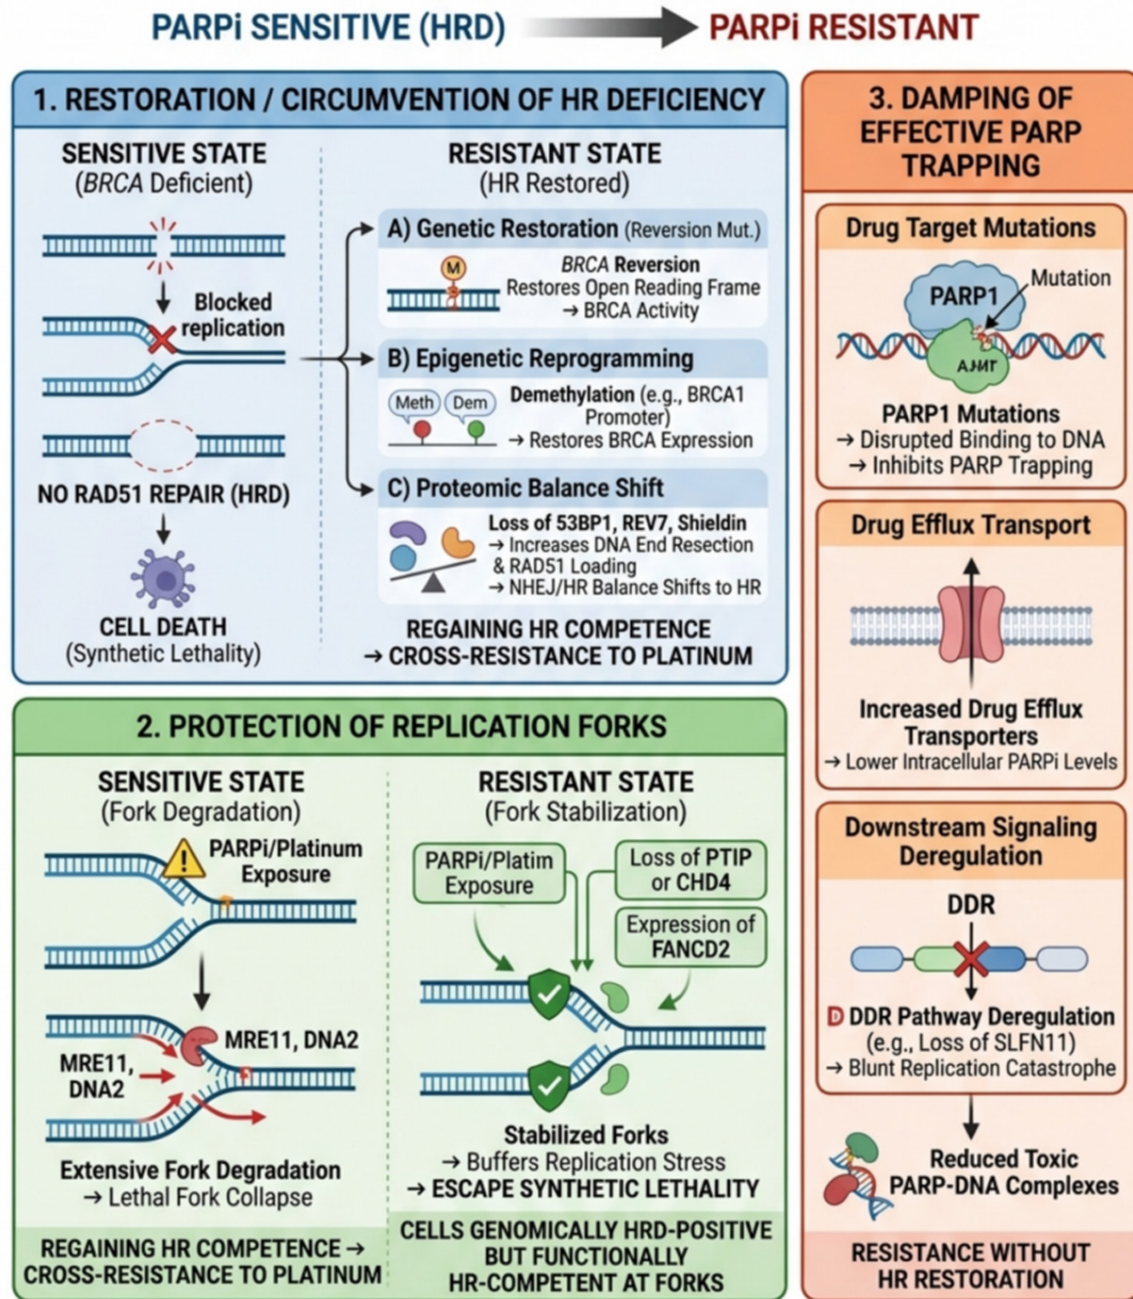 PARPi SENSITIVE (HRD)
PARPi RESISTANT
1. RESTORATION / CIRCUMVENTION OF HR DEFICIENCY
SENSITIVE STATE
(BRCA Deficient)
Blocked
replication
NO RAD51 REPAIR (HRD)
CELL DEATH
(Synthetic Lethality)
RESISTANT STATE
(HR Restored)
A) Genetic Restoration (Reversion Mut.)
M
BRCA Reversion
Restores Open Reading Frame
→ BRCA Activity
B) Epigenetic Reprogramming
Meth
Dem
Demethylation (e.g., BRCA1
Promoter)
→ Restores BRCA Expression
C) Proteomic Balance Shift
Loss of 53BP1, REV7, Shieldin
→ Increases DNA End Resection
& RAD51 Loading
→ NHEJ/HR Balance Shifts to HR
REGAINING HR COMPETENCE
→ CROSS-RESISTANCE TO PLATINUM
2. PROTECTION OF REPLICATION FORKS
SENSITIVE STATE
(Fork Degradation)
!
PARPi/Platinum
Exposure
MRE11, DNA2
MRE11,
DNA2
Extensive Fork Degradation
→ Lethal Fork Collapse
REGAINING HR COMPETENCE →
CROSS-RESISTANCE TO PLATINUM
RESISTANT STATE
(Fork Stabilization)
PARPi/Platim
Exposure
Loss of PTIP
or CHD4
Expression of
FANCD2
Stabilized Forks
→ Buffers Replication Stress
→ ESCAPE SYNTHETIC LETHALITY
CELLS GENOMICALLY HRD-POSITIVE
BUT FUNCTIONALLY
HR-COMPETENT AT FORKS
3. DAMPING OF
EFFECTIVE PARP
TRAPPING
Drug Target Mutations
PARP1
Mutation
PARP1 Mutations
→ Disrupted Binding to DNA
→ Inhibits PARP Trapping
Drug Efflux Transport
Increased Drug Efflux
Transporters
→ Lower Intracellular PARPi Levels
Downstream Signaling
Deregulation
DDR
D DDR Pathway Deregulation
(e.g., Loss of SLFN11)
→ Blunt Replication Catastrophe
Reduced Toxic
PARP-DNA Complexes
RESISTANCE WITHOUT
HR RESTORATION